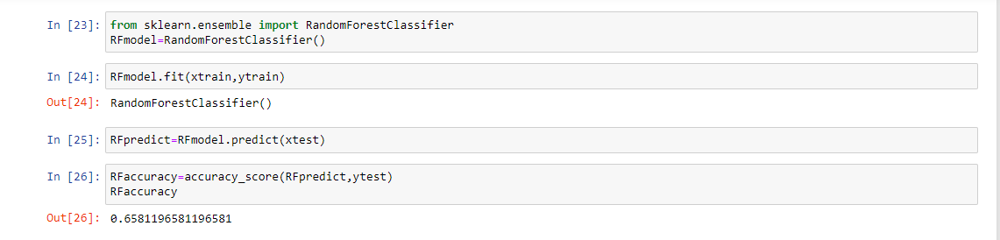 In [23]: from sklearn.ensemble import RandomForestClassifier
RFmodel=RandomForestClassifier()
In [24]: RFmodel.fit(xtrain,ytrain)
Out[24]: RandomForestClassifier()
In [25]: RFpredict=RFmodel.predict(xtest)
In [26]: RFaccuracy=accuracy_score(RFpredict,ytest)
RFaccuracy
Out[26]: 0.6581196581196581